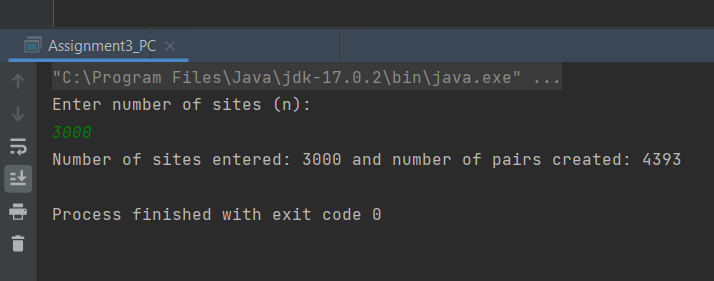 Assignment3_PC
"C:\Program Files\Java\jdk-17.0.2\bin\java.exe" ...
Enter number of sites (n):
3000
Number of sites entered: 3000 and number of pairs created: 4393
Process finished with exit code 0